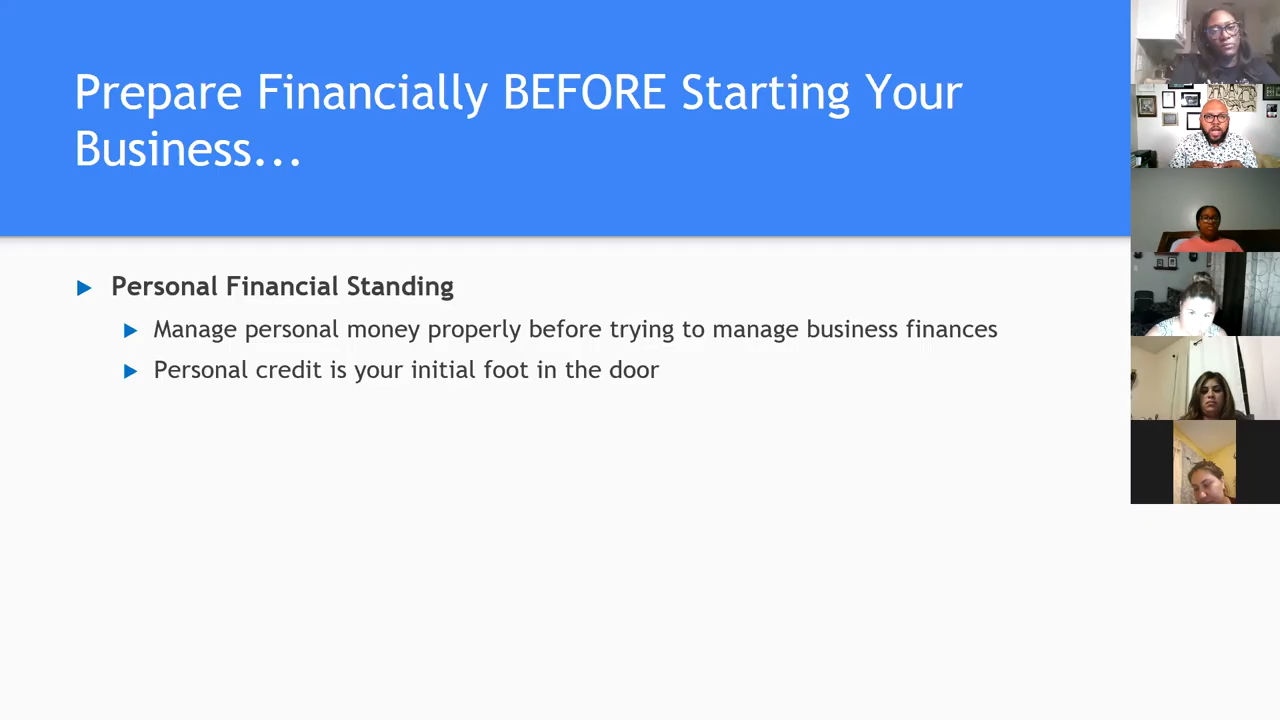 Prepare Financially BEFORE Starting Your
Business...
Personal Financial Standing
Manage personal money properly before trying to manage business finances
Personal credit is your initial foot in the door